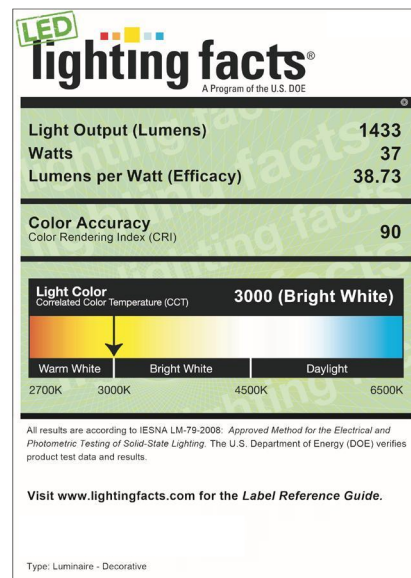 LED
lighting facts®
A Program of the U.S. DOE
Light Output (Lumens) 1433
Watts 37
Lumens per Watt (Efficacy) 38.73
Color Accuracy 90
Color Rendering Index (CRI)
Light Color 3000 (Bright White)
Correlated Color Temperature (CCT)
Warm White Bright White Daylight
2700K 3000K 4500K 6500K
All results are according to IESNA LM-79-2008: Approved Method for the Electrical and
Photometric Testing of Solid-State Lighting. The U.S. Department of Energy (DOE) verifies
product test data and results.
Visit www.lightingfacts.com for the Label Reference Guide.
Type: Luminaire - Decorative